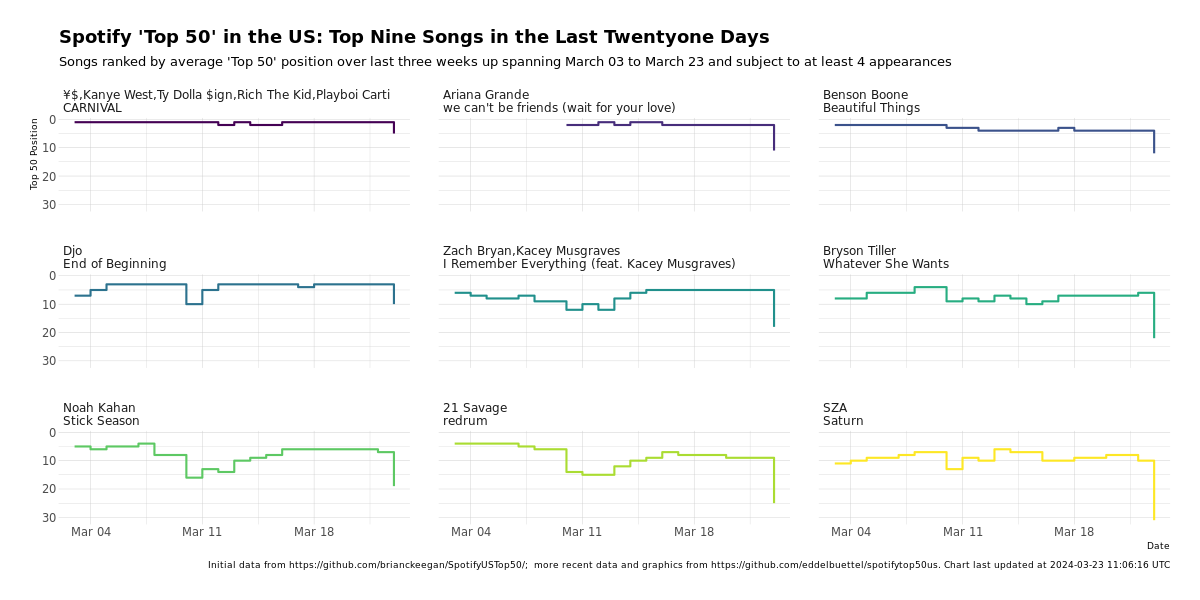 Spotify 'Top 50' in the US: Top Nine Songs in the Last Twentyone Days
Songs ranked by average 'Top 50' position over last three weeks up spanning March 03 to March 23 and subject to at least 4 appearances
¥$,Kanye West,Ty Dolla $ign,Rich The Kid,Playboi Carti
CARNIVAL
Ariana Grande
we can't be friends (wait for your love)
Benson Boone
Beautiful Things
Top 50 Position
0
10
20
30
Djo
End of Beginning
Zach Bryan,Kacey Musgraves
I Remember Everything (feat. Kacey Musgraves)
Bryson Tiller
Whatever She Wants
0
10
20
30
Noah Kahan
Stick Season
21 Savage
redrum
SZA
Saturn
0
10
20
30
Mar 04 Mar 11 Mar 18 Mar 04 Mar 11 Mar 18 Mar 04 Mar 11 Mar 18
Date
Initial data from https://github.com/brianckeegan/SpotifyUSTop50/;  more recent data and graphics from https://github.com/eddelbuettel/spotifytop50us. Chart last updated at 2024-03-23 11:06:16 UTC